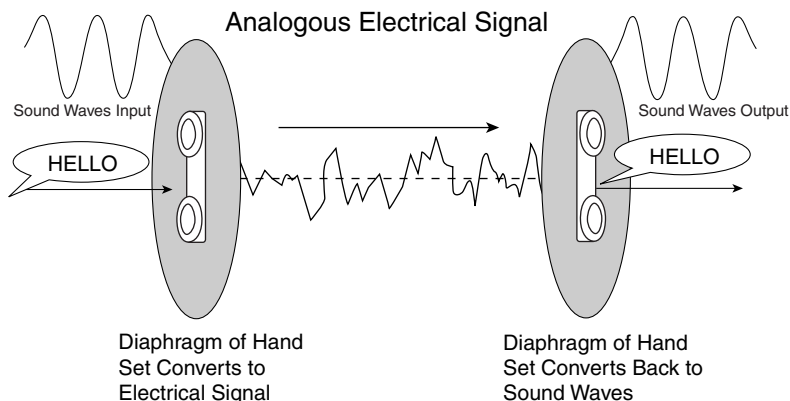 Analogous Electrical Signal
Sound Waves Input
Sound Waves Output
HELLO
HELLO
Diaphragm of Hand
Set Converts to
Electrical Signal
Diaphragm of Hand
Set Converts Back to
Sound Waves